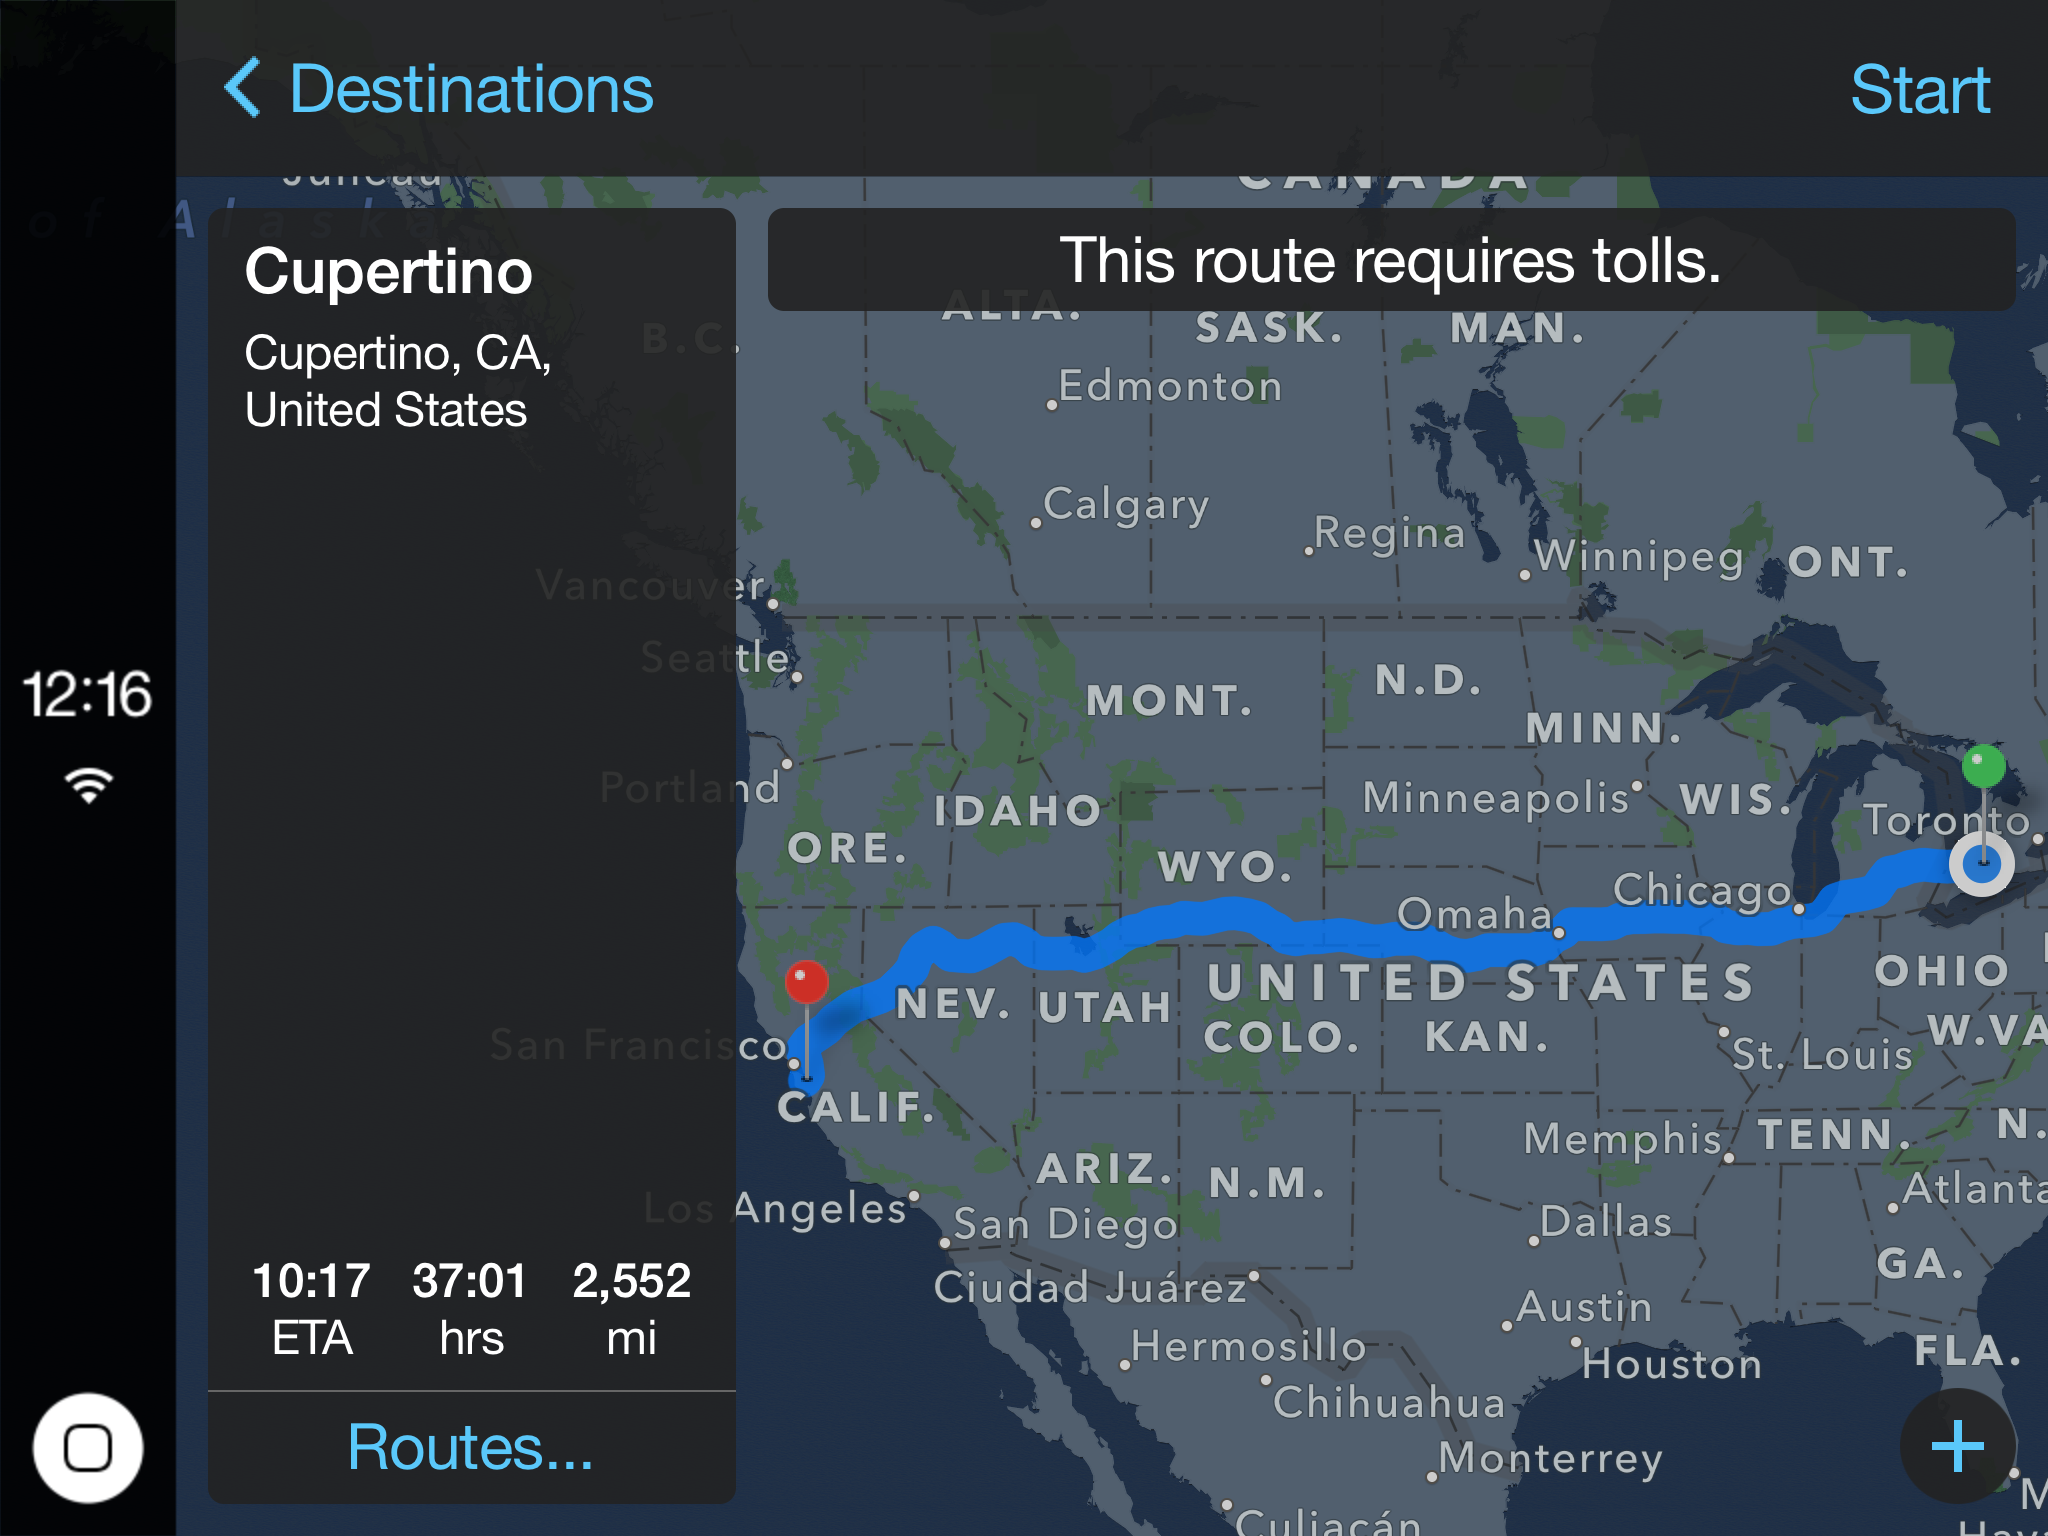 Destinations
Start
Juneau
CANADA
of Alaska
Cupertino
Cupertino, CA,
United States
This route requires tolls.
B.C.
ALTA.
SASK.
MAN.
Edmonton
Calgary
Regina
Winnipeg
ONT.
Vancouver
Seattle
MONT.
N.D.
MINN.
12:16
Portland
IDAHO
Minneapolis
WIS.
Toronto
ORE.
WYO.
Chicago
Omaha
UNITED STATES
OHIO
NEV.
UTAH
San Francisco
COLO.
KAN.
St. Louis
W.VA
CALIF.
Memphis
TENN.
N.
ARIZ.
N.M.
Atlanta
Los Angeles
San Diego
Dallas
GA.
10:17
37:01
2,552
ETA
hrs
mi
Ciudad Juárez
Austin
Hermosillo
Houston
FLA.
Chihuahua
Routes...
Monterrey
Culiacán